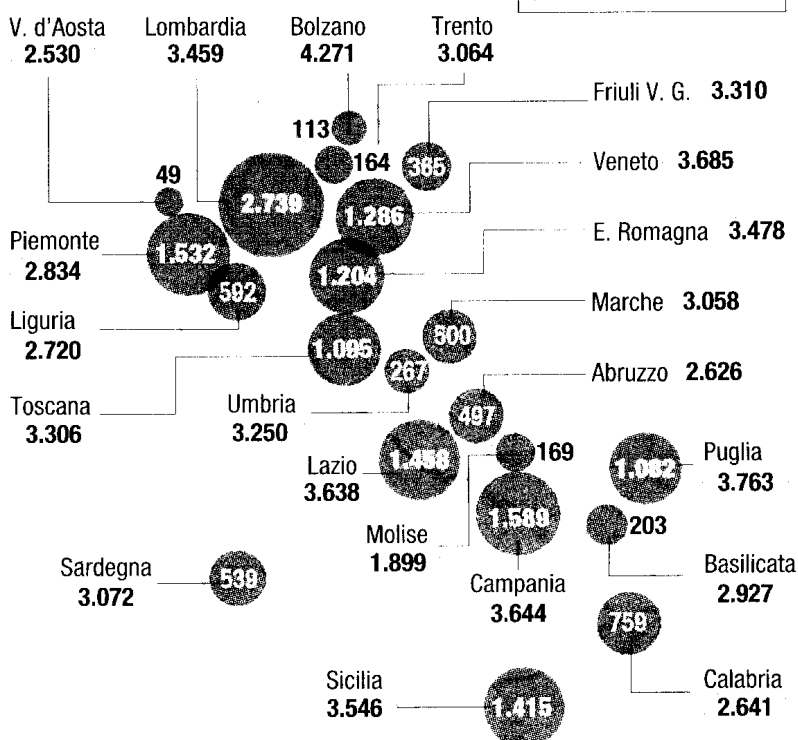 V. d'Aosta
2.530
Lombardia
3.459
Bolzano
4.271
Trento
3.064
Friuli V. G. 3.310
113
164
385
Veneto 3.685
49
2.739
1.286
E. Romagna 3.478
Piemonte
2.834
1.532
1.204
592
Marche 3.058
Liguria
2.720
500
1.095
267
Abruzzo 2.626
Toscana
3.306
Umbria
3.250
497
Lazio
3.638
1.458
169
Puglia
3.763
1.082
Molise
1.899
1.589
203
Sardegna
3.072
539
Campania
3.644
Basilicata
2.927
759
Sicilia
3.546
1.415
Calabria
2.641